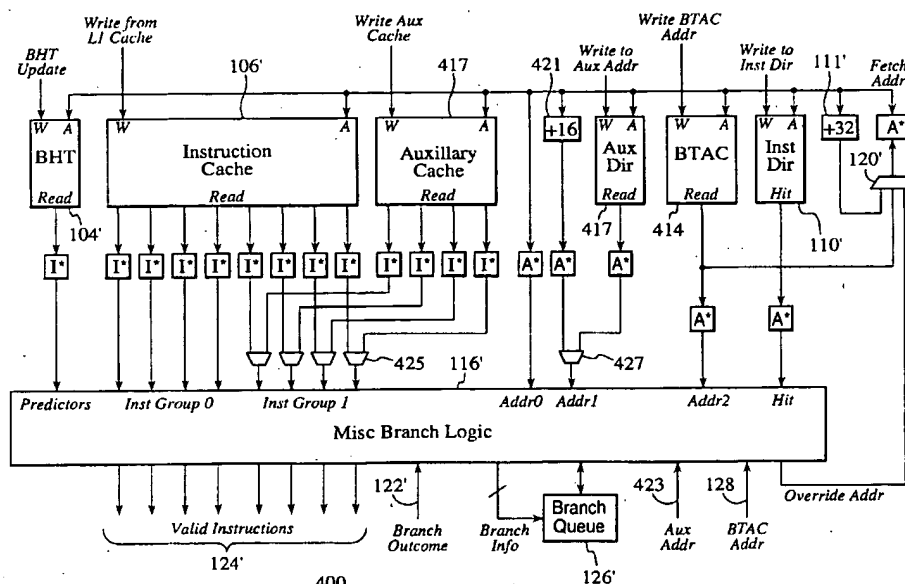 Write from
L1 Cache
Write Aux
Cache
Write BTAC
Addr
BHT
Update
106'
417
421
Write to
Aux Addr
Write to
Inst Dir
111'
Fetch
Addr
W A
W
A
W A
+16
W A
W A
W A
+32
A*
BHT
Instruction
Cache
Auxillary
Cache
Aux
Dir
BTAC
Inst
Dir
120'
Read
Read
Read
Read
Read
Hit
104'
417
414
110'
I* I* I* I* I* I* I* I* I* I* I* I* I* A* A* A*
A* A*
425
427
116'
Predictors Inst Group 0 Inst Group 1 Addr0 Addr1 Addr2 Hit
Misc Branch Logic
122'
423
128
Override Addr
Valid Instructions
Branch
Outcome
Branch
Info
Branch
Queue
Aux
Addr
BTAC
Addr
124'
126'
400